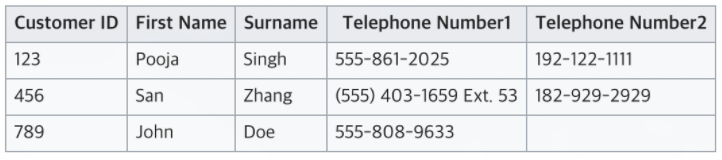 Customer ID First Name Surname Telephone Number1 Telephone Number2
123 Pooja Singh 555-861-2025 192-122-1111
456 San Zhang (555) 403-1659 Ext. 53 182-929-2929
789 John Doe 555-808-9633